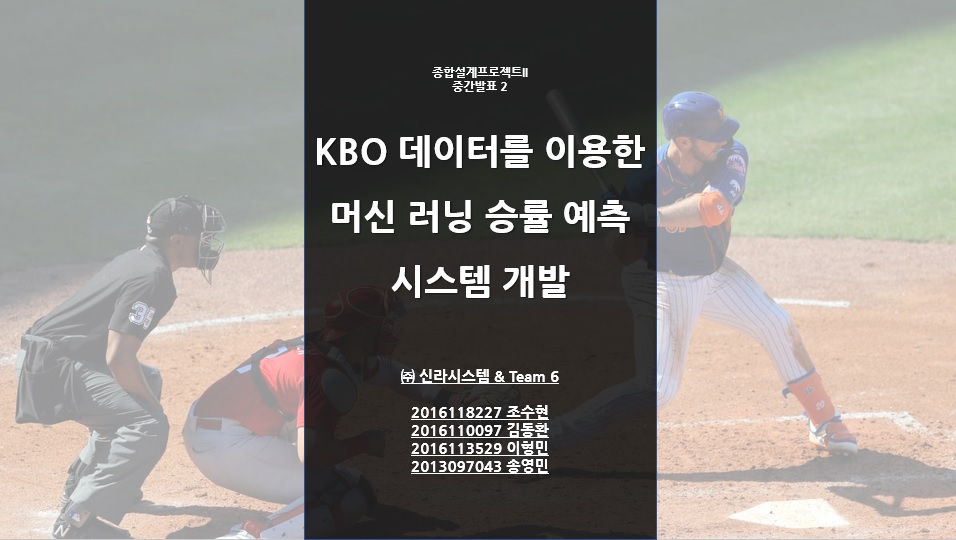 종합설계프로젝트II
중간발표 2
KBO 데이터를 이용한
머신 러닝 승률 예측
시스템 개발
㈜ 신라시스템 & Team 6
2016118227 조수현
2016110097 김동환
2016113529 이형민
2013097043 송영민
35